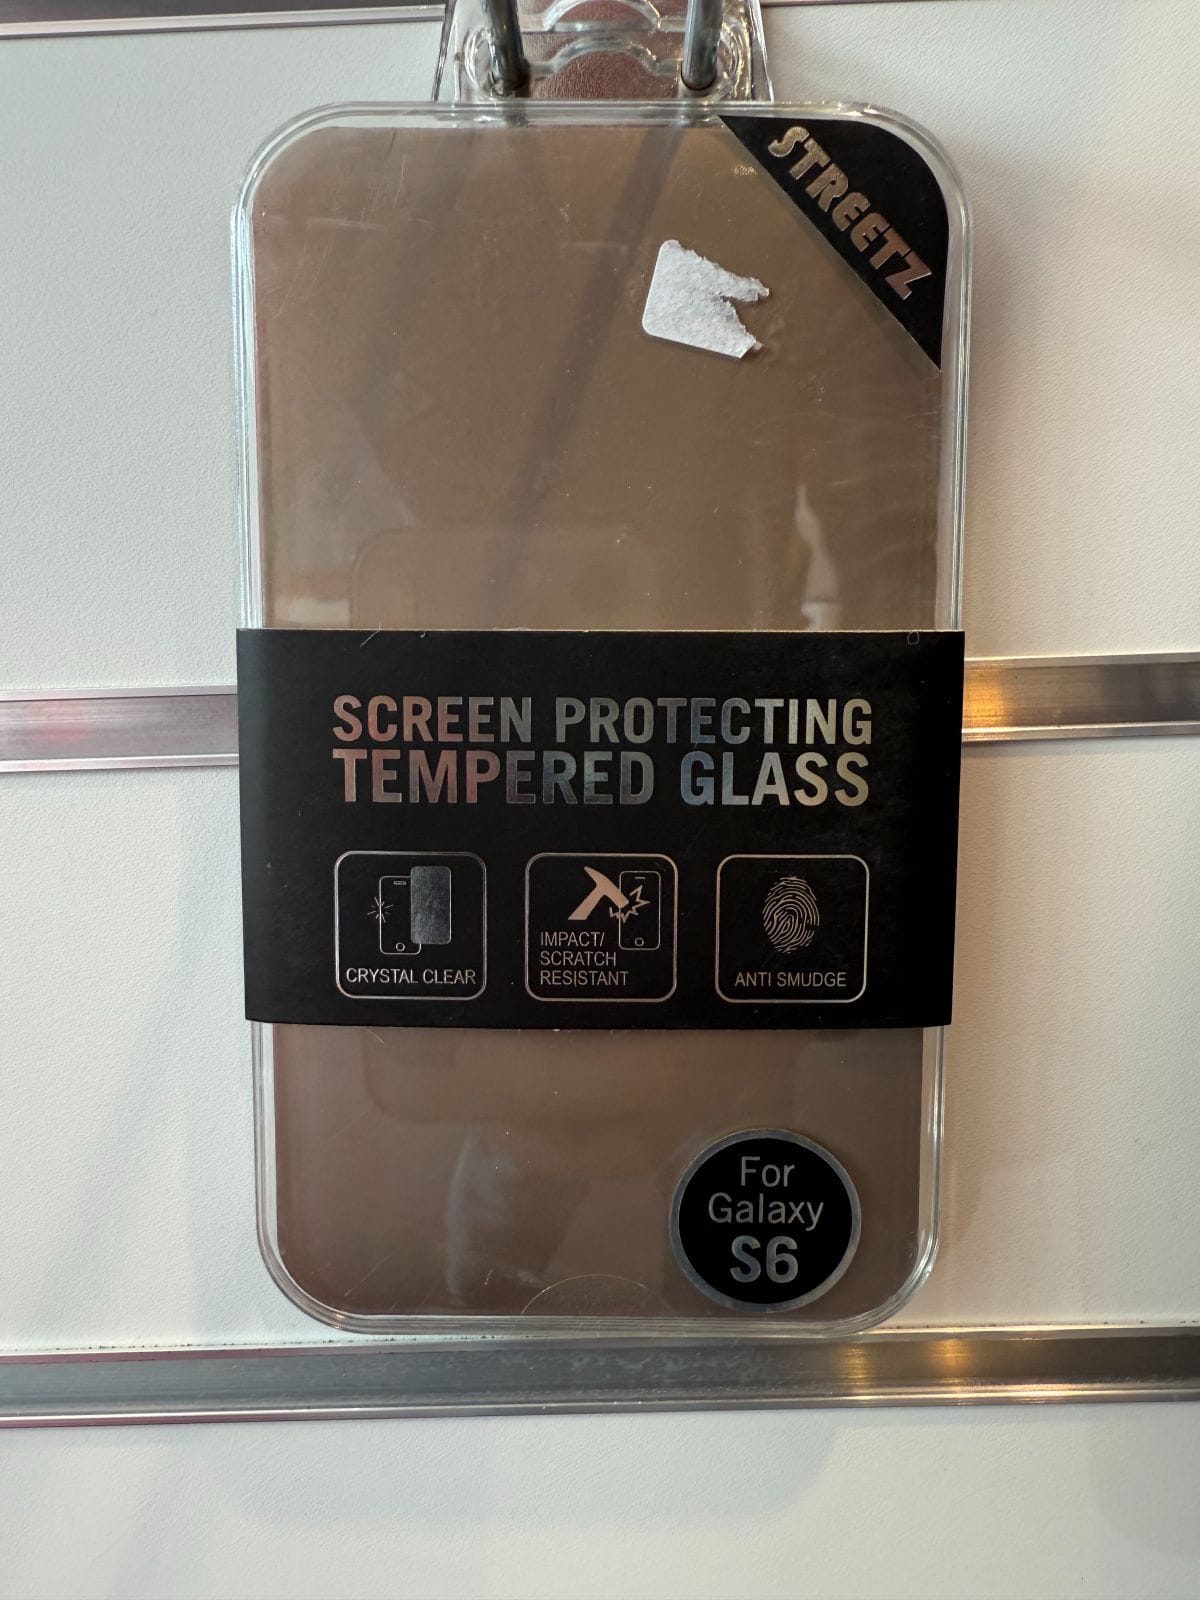 STREETZ
SCREEN PROTECTING
TEMPERED GLASS
CRYSTAL CLEAR
IMPACT/
SCRATCH
RESISTANT
ANTI SMUDGE
For
Galaxy
S6